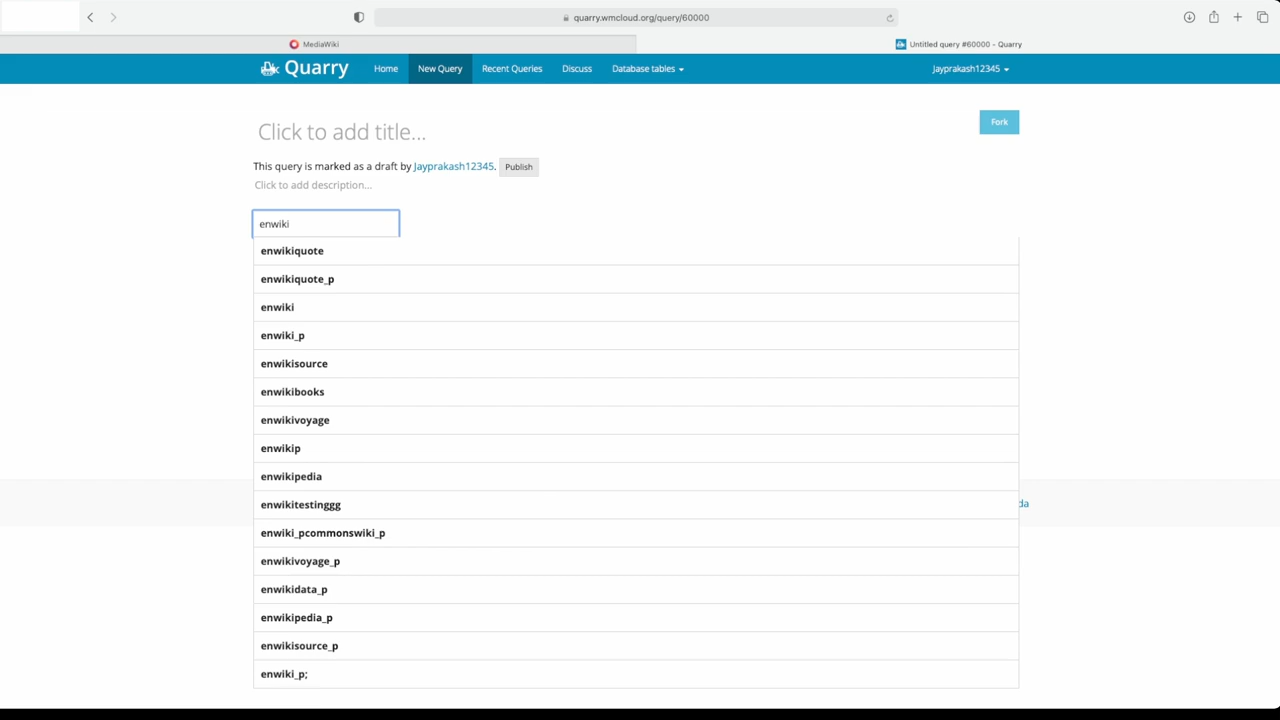 quarry.wmcloud.org/query/60000
MediaWiki
Untitled query #60000 - Quarry
Quarry
Home
New Query
Recent Queries
Discuss
Database tables
Jayprakash12345
Click to add title...
Fork
This query is marked as a draft by Jayprakash12345. Publish
Click to add description...
enwiki
enwikiquote
enwikiquote_p
enwiki
enwiki_p
enwikisource
enwikibooks
enwikivoyage
enwikip
enwikipedia
enwikitestinggg
da
enwiki_pcommonswiki_p
enwikivoyage_p
enwikidata_p
enwikipedia_p
enwikisource_p
enwiki_p;